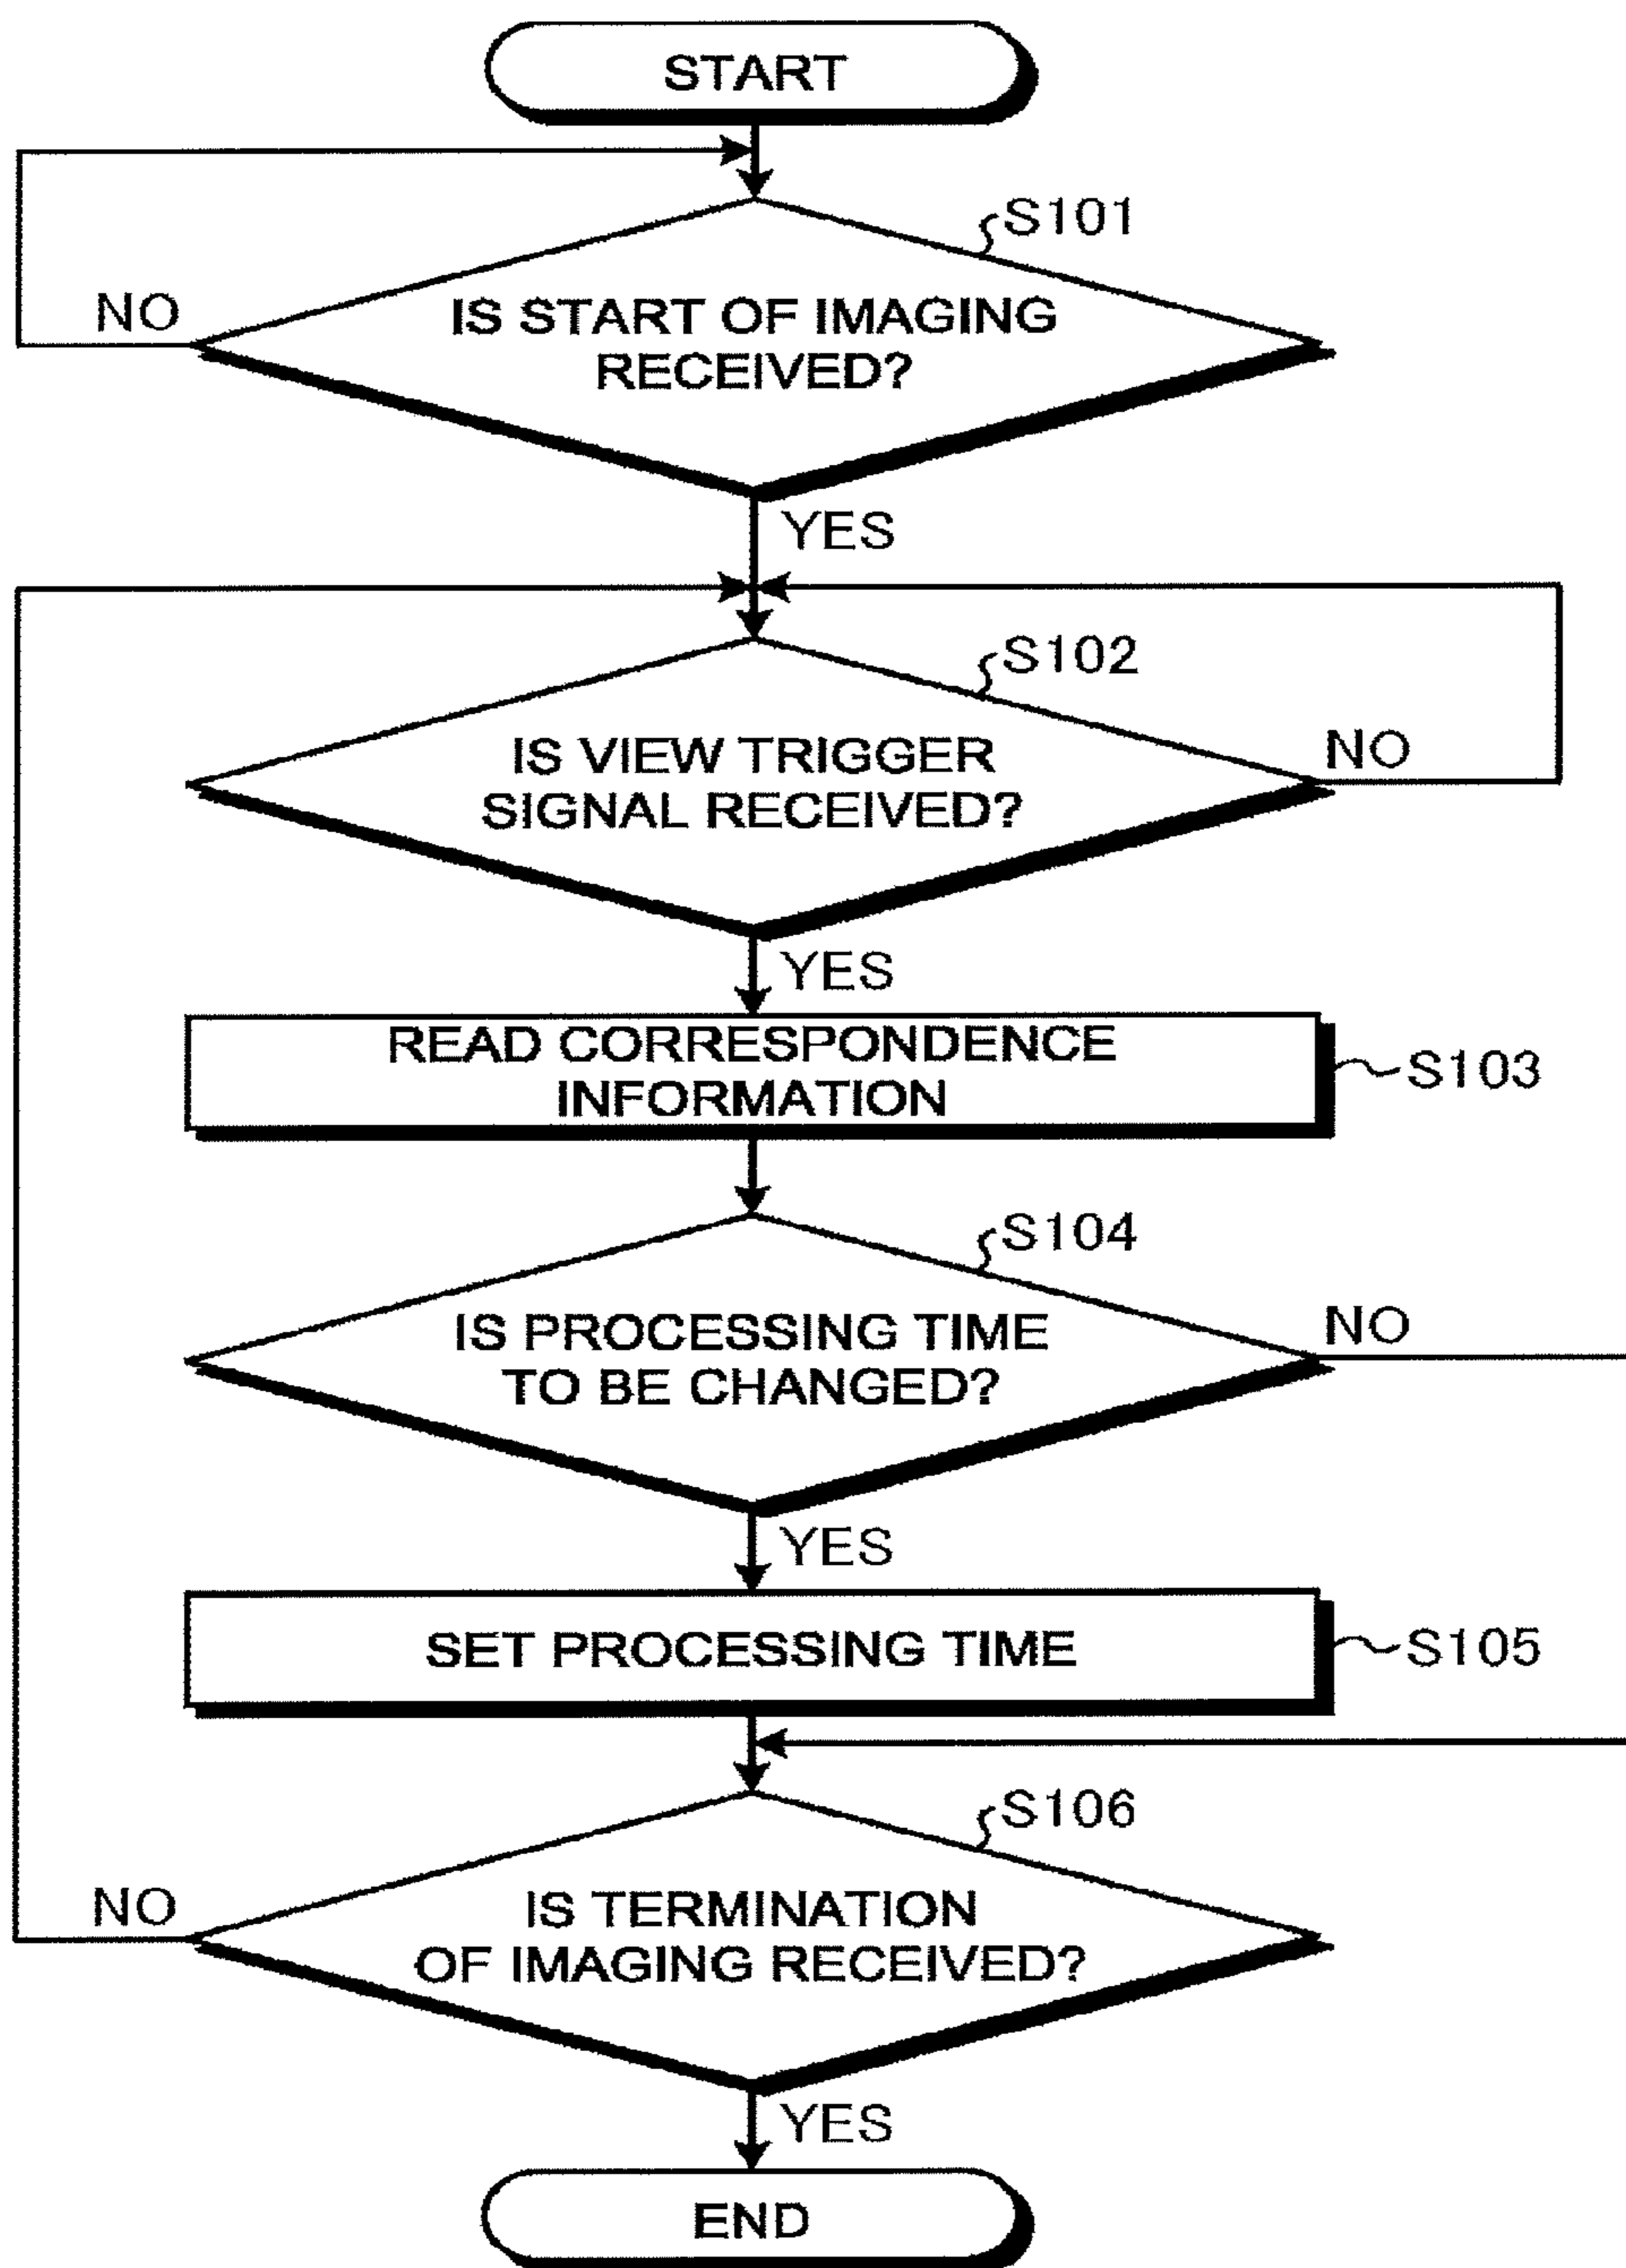 START
S101
NO
IS START OF IMAGING
RECEIVED?
YES
S102
IS VIEW TRIGGER
SIGNAL RECEIVED?
NO
YES
READ CORRESPONDENCE
INFORMATION
S103
S104
IS PROCESSING TIME
TO BE CHANGED?
NO
YES
SET PROCESSING TIME
S105
S106
NO
IS TERMINATION
OF IMAGING RECEIVED?
YES
END